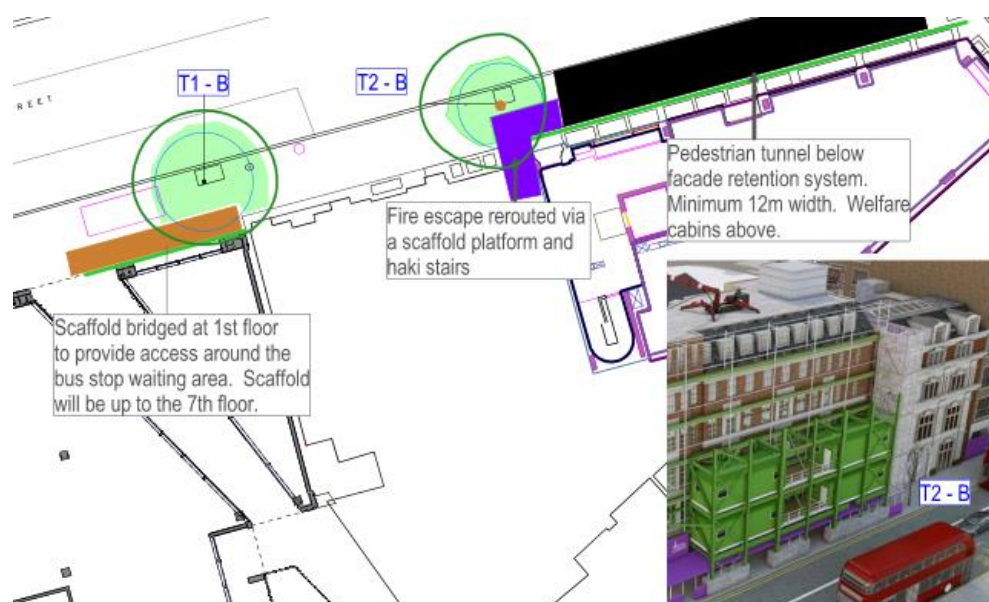 T1 - B
T2 - B
REET
Pedestrian tunnel below
facade retention system.
Minimum 12m width. Welfare
cabins above.
Fire escape rerouted via
a scaffold platform and
haki stairs
Scaffold bridged at 1st floor
to provide access around the
bus stop waiting area. Scaffold
will be up to the 7th floor.
T2 - B